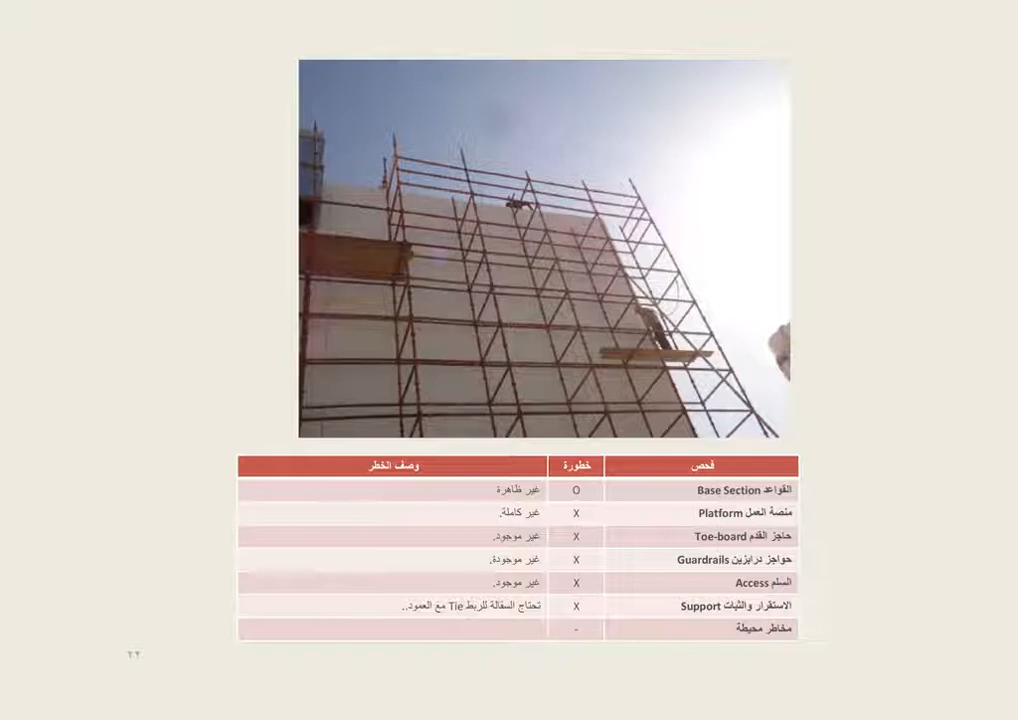 فحص خطورة وصف الخطر
القواعد Base Section O غير ظاهرة
منصة العمل Platform X غير كاملة.
حاجز القدم Toe-board X غير موجود.
حواجز درابزين Guardrails X غير موجودة.
السلم Access X غير موجود.
الاستقرار والثبات Support X تحتاج السقالة للربط Tie مع العمود..
مخاطر محيطة -
٢٢